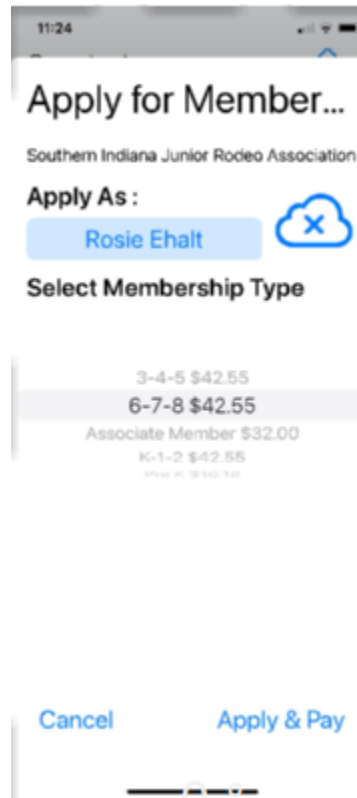 11:24
Apply for Member...
Southern Indiana Junior Rodeo Association
Apply As :
Rosie Ehalt
Select Membership Type
3-4-5 $42.55
6-7-8 $42.55
Associate Member $32.00
K-1-2 $42.55
Pre K
Cancel
Apply & Pay